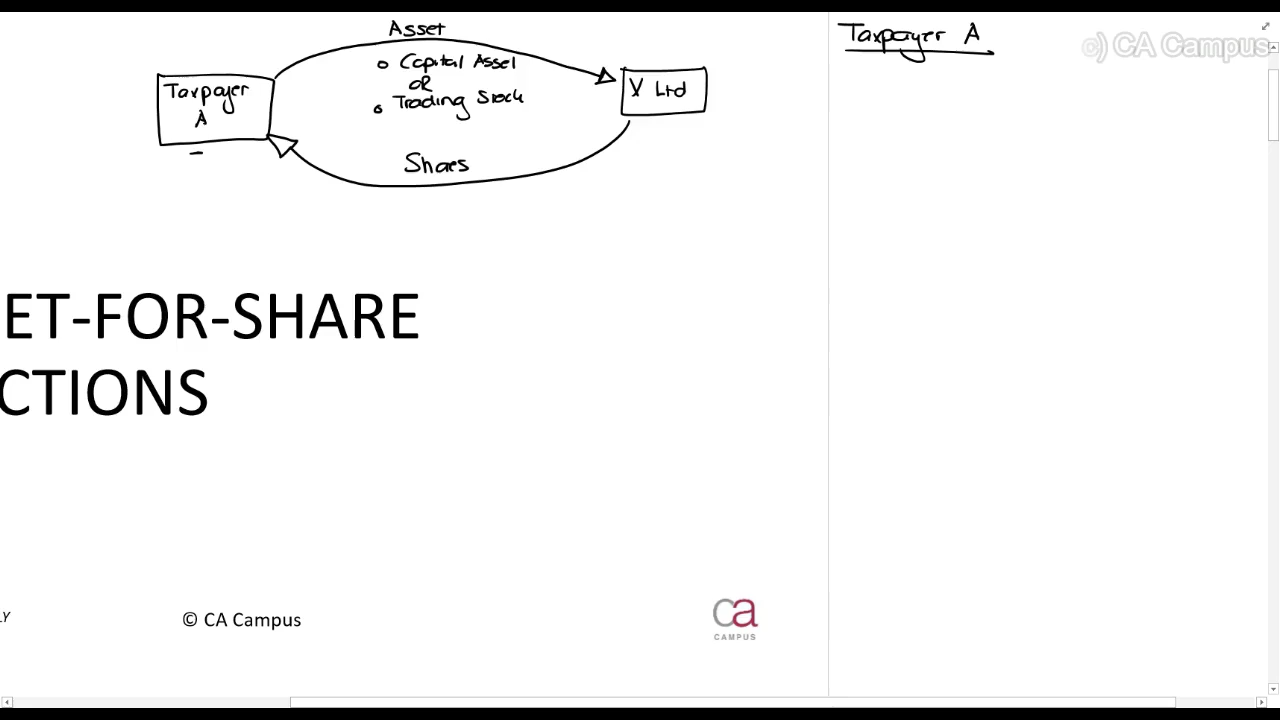 Asset
Capital Asset
OR
Trading Stock
Taxpayer
A
Y Ltd
Shares
Taxpayer A
(c) CA Campus
ET-FOR-SHARE
CTIONS
LY
© CA Campus
ca
CAMPUS